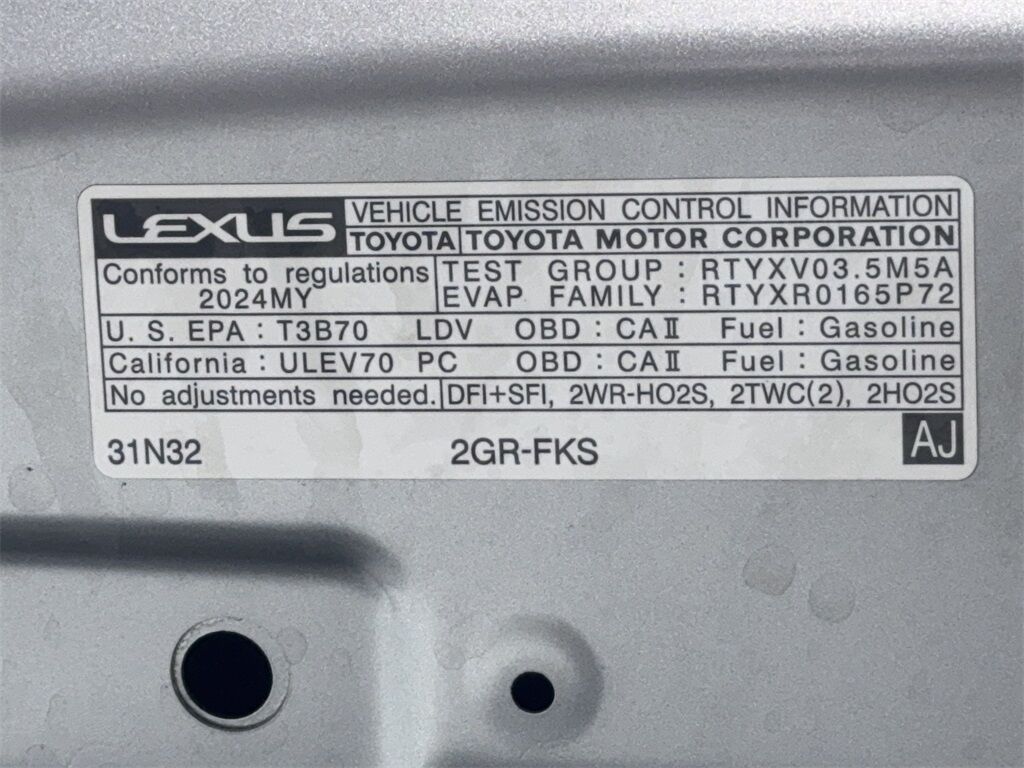 LEXUS
VEHICLE EMISSION CONTROL INFORMATION
TOYOTA TOYOTA MOTOR CORPORATION
Conforms to regulations
2024MY
TEST GROUP : RTYXV03.5M5A
EVAP FAMILY : RTYXR0165P72
U. S. EPA : T3B70 LDV OBD : CAⅡ Fuel : Gasoline
California : ULEV70 PC OBD : CAⅡ Fuel : Gasoline
No adjustments needed. DFI+SFI, 2WR-HO2S, 2TWC(2), 2HO2S
31N32 2GR-FKS AJ